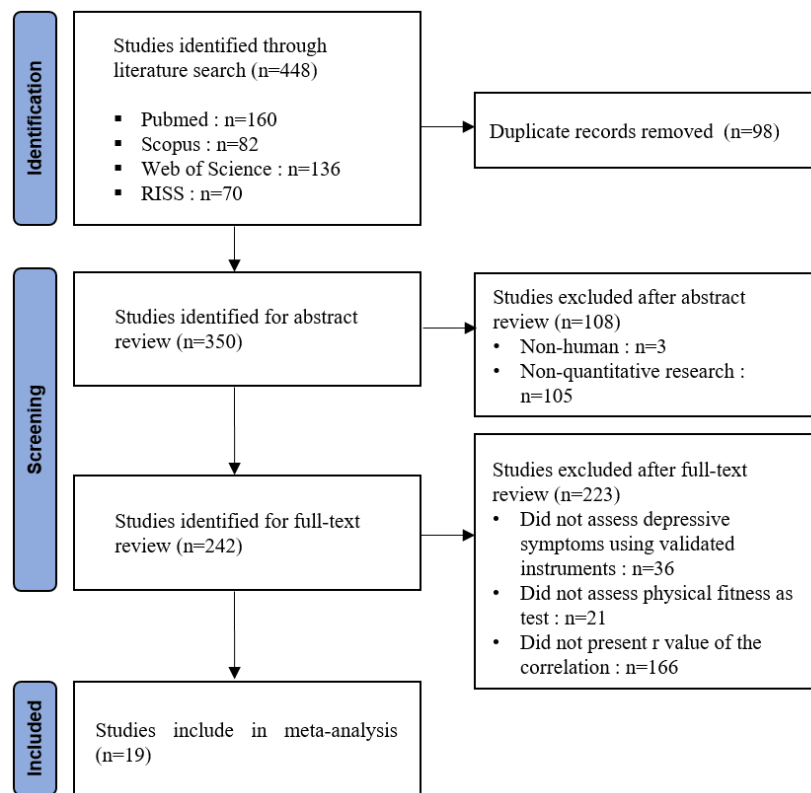 Identification
Studies identified through
literature search (n=448)
▪ Pubmed : n=160
▪ Scopus : n=82
▪ Web of Science : n=136
▪ RISS : n=70
Duplicate records removed (n=98)
Screening
Studies identified for abstract
review (n=350)
Studies excluded after abstract
review (n=108)
• Non-human : n=3
• Non-quantitative research :
n=105
Studies identified for full-text
review (n=242)
Studies excluded after full-text
review (n=223)
• Did not assess depressive
symptoms using validated
instruments : n=36
• Did not assess physical fitness as
test : n=21
• Did not present r value of the
correlation : n=166
Included
Studies include in meta-analysis
(n=19)